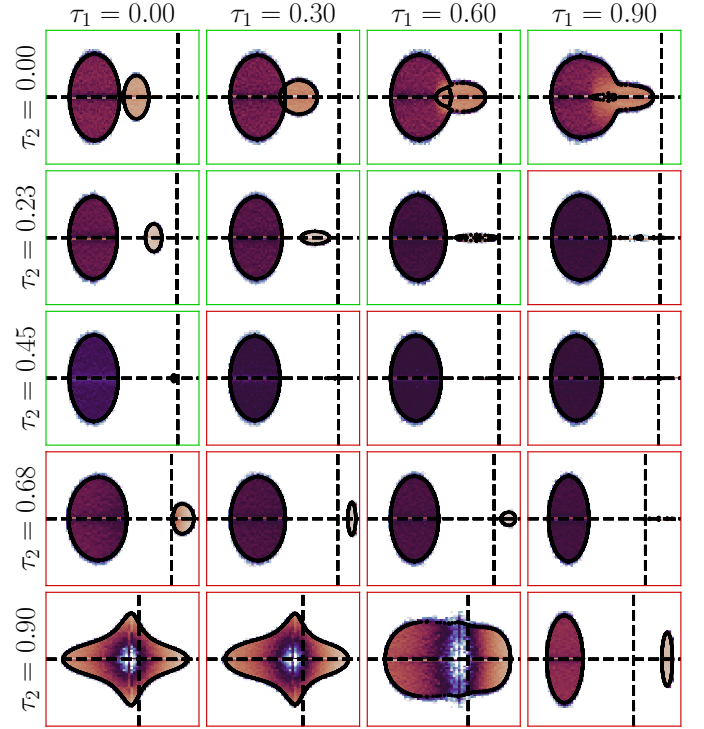 τ₁ = 0.00 τ₁ = 0.30 τ₁ = 0.60 τ₁ = 0.90
τ₂ = 0.00
τ₂ = 0.23
τ₂ = 0.45
τ₂ = 0.68
τ₂ = 0.90